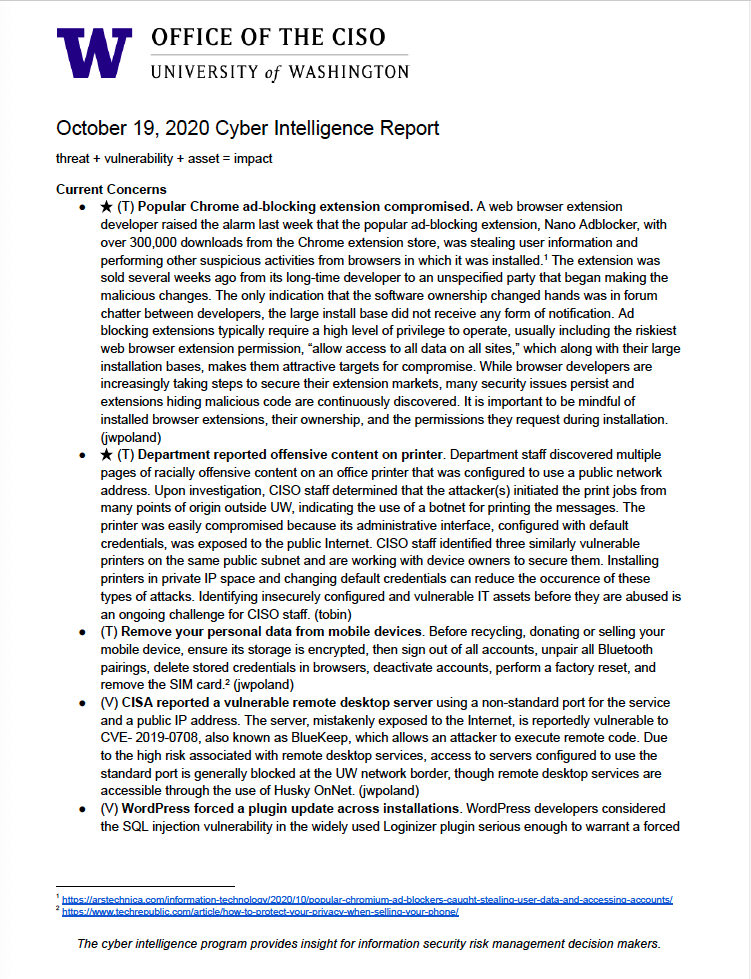 W OFFICE OF THE CISO
UNIVERSITY of WASHINGTON
October 19, 2020 Cyber Intelligence Report
threat + vulnerability + asset = impact
Current Concerns
● ★ (T) Popular Chrome ad-blocking extension compromised. A web browser extension
developer raised the alarm last week that the popular ad-blocking extension, Nano Adblocker, with
over 300,000 downloads from the Chrome extension store, was stealing user information and
performing other suspicious activities from browsers in which it was installed.¹ The extension was
sold several weeks ago from its long-time developer to an unspecified party that began making the
malicious changes. The only indication that the software ownership changed hands was in forum
chatter between developers, the large install base did not receive any form of notification. Ad
blocking extensions typically require a high level of privilege to operate, usually including the riskiest
web browser extension permission, “allow access to all data on all sites,” which along with their large
installation bases, makes them attractive targets for compromise. While browser developers are
increasingly taking steps to secure their extension markets, many security issues persist and
extensions hiding malicious code are continuously discovered. It is important to be mindful of
installed browser extensions, their ownership, and the permissions they request during installation.
(jwpoland)
● ★ (T) Department reported offensive content on printer. Department staff discovered multiple
pages of racially offensive content on an office printer that was configured to use a public network
address. Upon investigation, CISO staff determined that the attacker(s) initiated the print jobs from
many points of origin outside UW, indicating the use of a botnet for printing the messages. The
printer was easily compromised because its administrative interface, configured with default
credentials, was exposed to the public Internet. CISO staff identified three similarly vulnerable
printers on the same public subnet and are working with device owners to secure them. Installing
printers in private IP space and changing default credentials can reduce the occurence of these
types of attacks. Identifying insecurely configured and vulnerable IT assets before they are abused is
an ongoing challenge for CISO staff. (tobin)
● (T) Remove your personal data from mobile devices. Before recycling, donating or selling your
mobile device, ensure its storage is encrypted, then sign out of all accounts, unpair all Bluetooth
pairings, delete stored credentials in browsers, deactivate accounts, perform a factory reset, and
remove the SIM card.² (jwpoland)
● (V) CISA reported a vulnerable remote desktop server using a non-standard port for the service
and a public IP address. The server, mistakenly exposed to the Internet, is reportedly vulnerable to
CVE- 2019-0708, also known as BlueKeep, which allows an attacker to execute remote code. Due
to the high risk associated with remote desktop services, access to servers configured to use the
standard port is generally blocked at the UW network border, though remote desktop services are
accessible through the use of Husky OnNet. (jwpoland)
● (V) WordPress forced a plugin update across installations. WordPress developers considered
the SQL injection vulnerability in the widely used Loginizer plugin serious enough to warrant a forced
¹ https://arstechnica.com/information-technology/2020/10/popular-chromium-ad-blockers-caught-stealing-user-data-and-accessing-accounts/
² https://www.techrepublic.com/article/how-to-protect-your-privacy-when-selling-your-phone/
The cyber intelligence program provides insight for information security risk management decision makers.